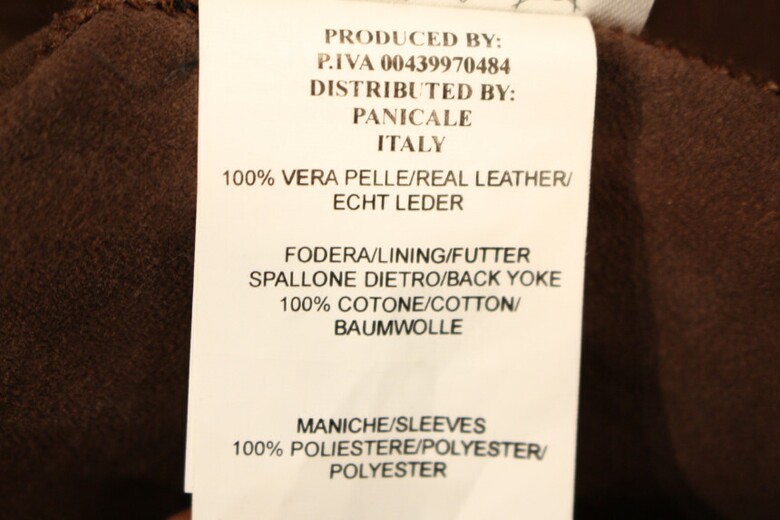 PRODUCED BY:
P.IVA 00439970484
DISTRIBUTED BY:
PANICALE
ITALY
100% VERA PELLE/REAL LEATHER/
ECHT LEDER
FODERA/LINING/FUTTER
SPALLONE DIETRO/BACK YOKE
100% COTONE/COTTON/
BAUMWOLLE
MANICHE/SLEEVES
100% POLIESTERE/POLYESTER/
POLYESTER